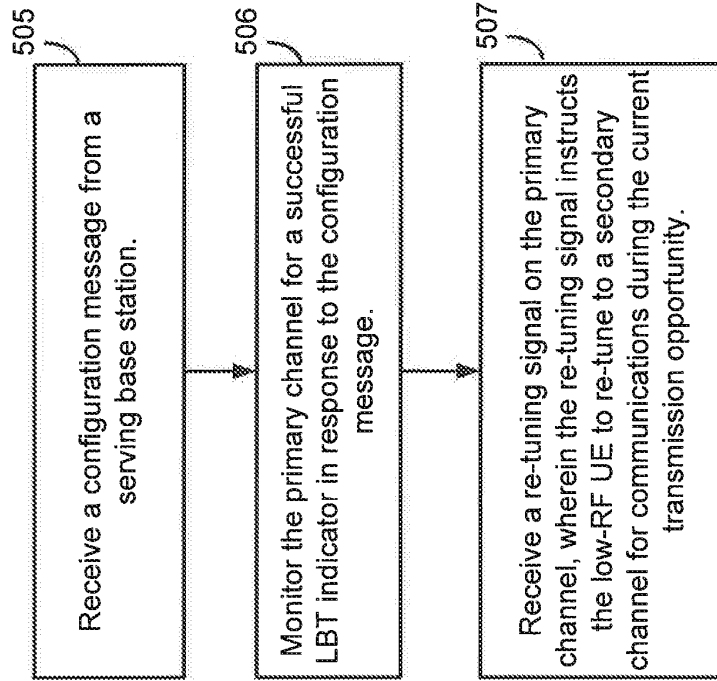 505
Receive a configuration message from a
serving base station.
506
Monitor the primary channel for a successful
LBT indicator in response to the configuration
message.
507
Receive a re-tuning signal on the primary
channel, wherein the re-tuning signal instructs
the low-RF UE to re-tune to a secondary
channel for communications during the current
transmission opportunity.